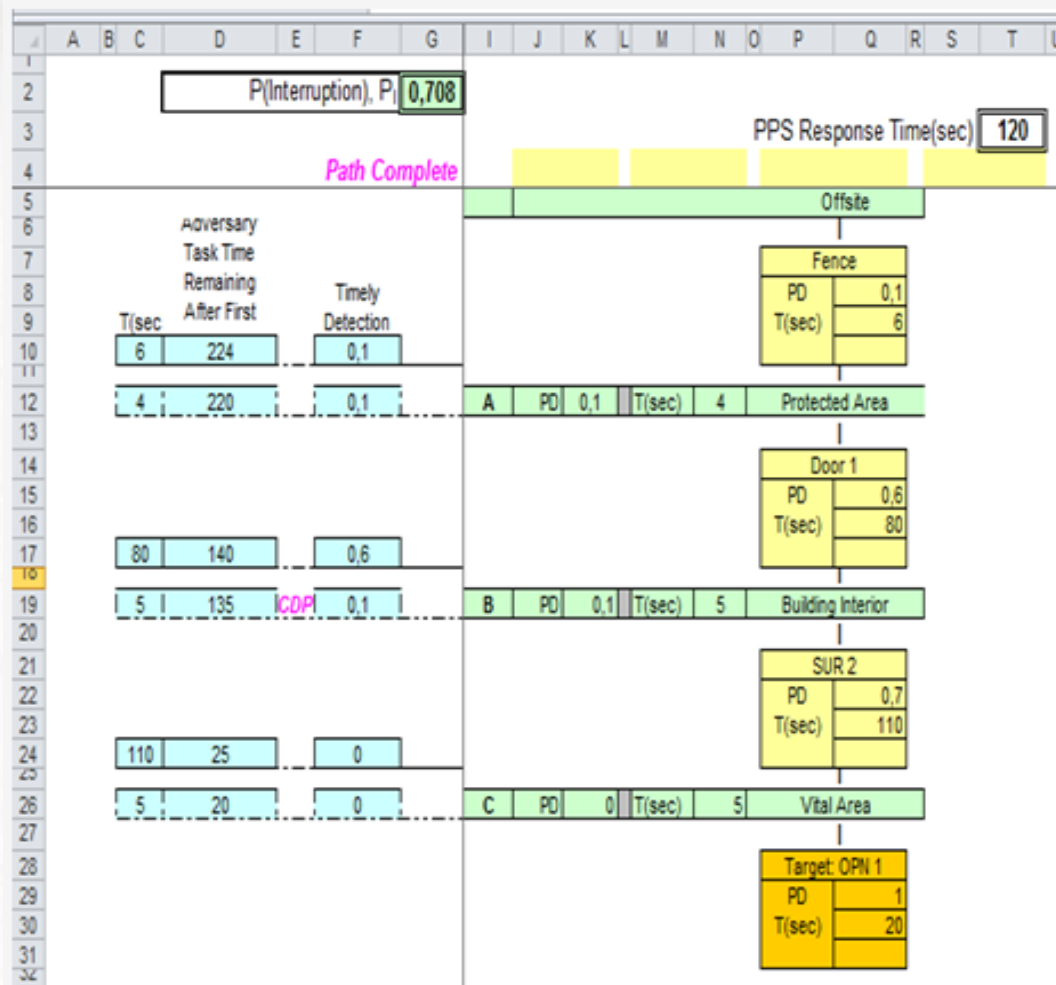 A B C D E F G I J K L M N O P Q R S T U
1
2 P(Interruption), PI 0,708
3 PPS Response Time(sec) 120
4 Path Complete
5 Offsite
6 Adversary
7 Task Time Fence
8 Remaining Timely PD 0,1
9 T(sec After First Detection T(sec) 6
10 6 224 0,1
11
12 4 220 0,1 A PD 0,1 T(sec) 4 Protected Area
13
14 Door 1
15 PD 0,6
16 T(sec) 80
17 80 140 0,6
18
19 5 135 CDP 0,1 B PD 0,1 T(sec) 5 Building Interior
20
21 SUR 2
22 PD 0,7
23 T(sec) 110
24 110 25 0
25
26 5 20 0 C PD 0 T(sec) 5 Vital Area
27
28 Target: OPN 1
29 PD 1
30 T(sec) 20
31
32